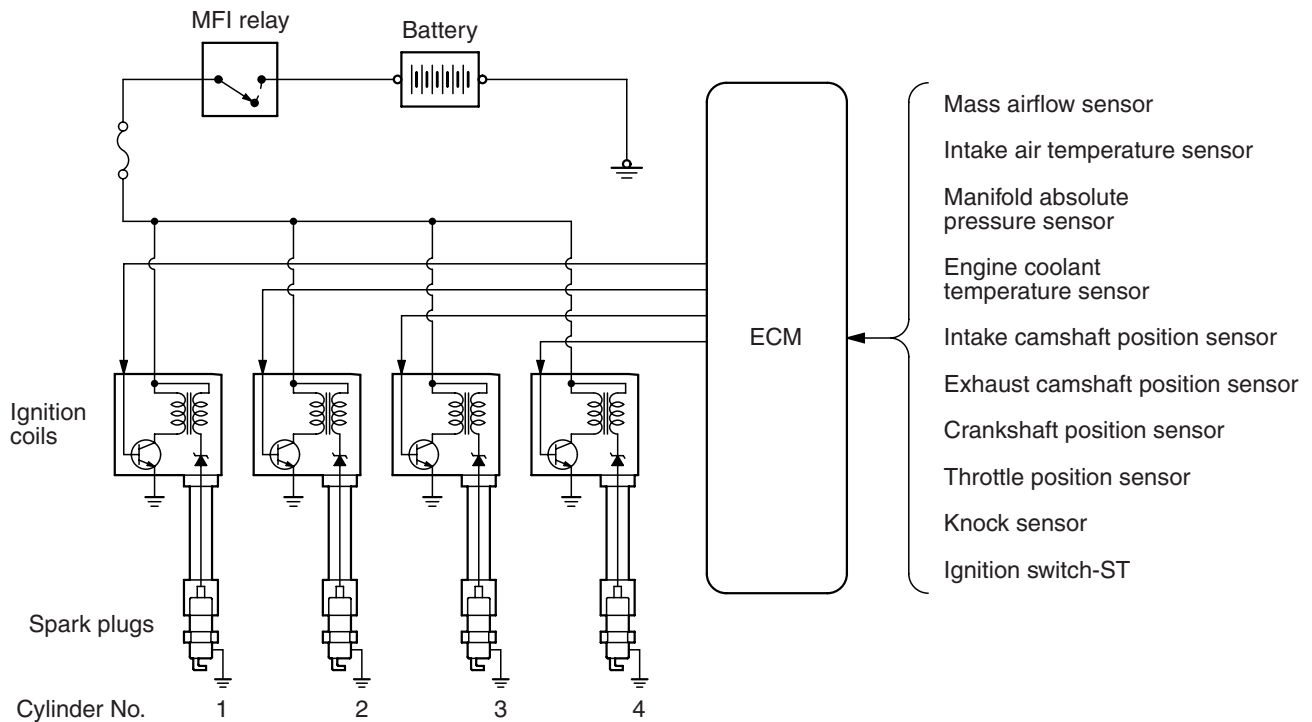 MFI relay
Battery
Mass airflow sensor
Intake air temperature sensor
Manifold absolute
pressure sensor
Engine coolant
temperature sensor
ECM
Intake camshaft position sensor
Exhaust camshaft position sensor
Crankshaft position sensor
Throttle position sensor
Knock sensor
Ignition switch-ST
Ignition
coils
Spark plugs
Cylinder No. 1 2 3 4